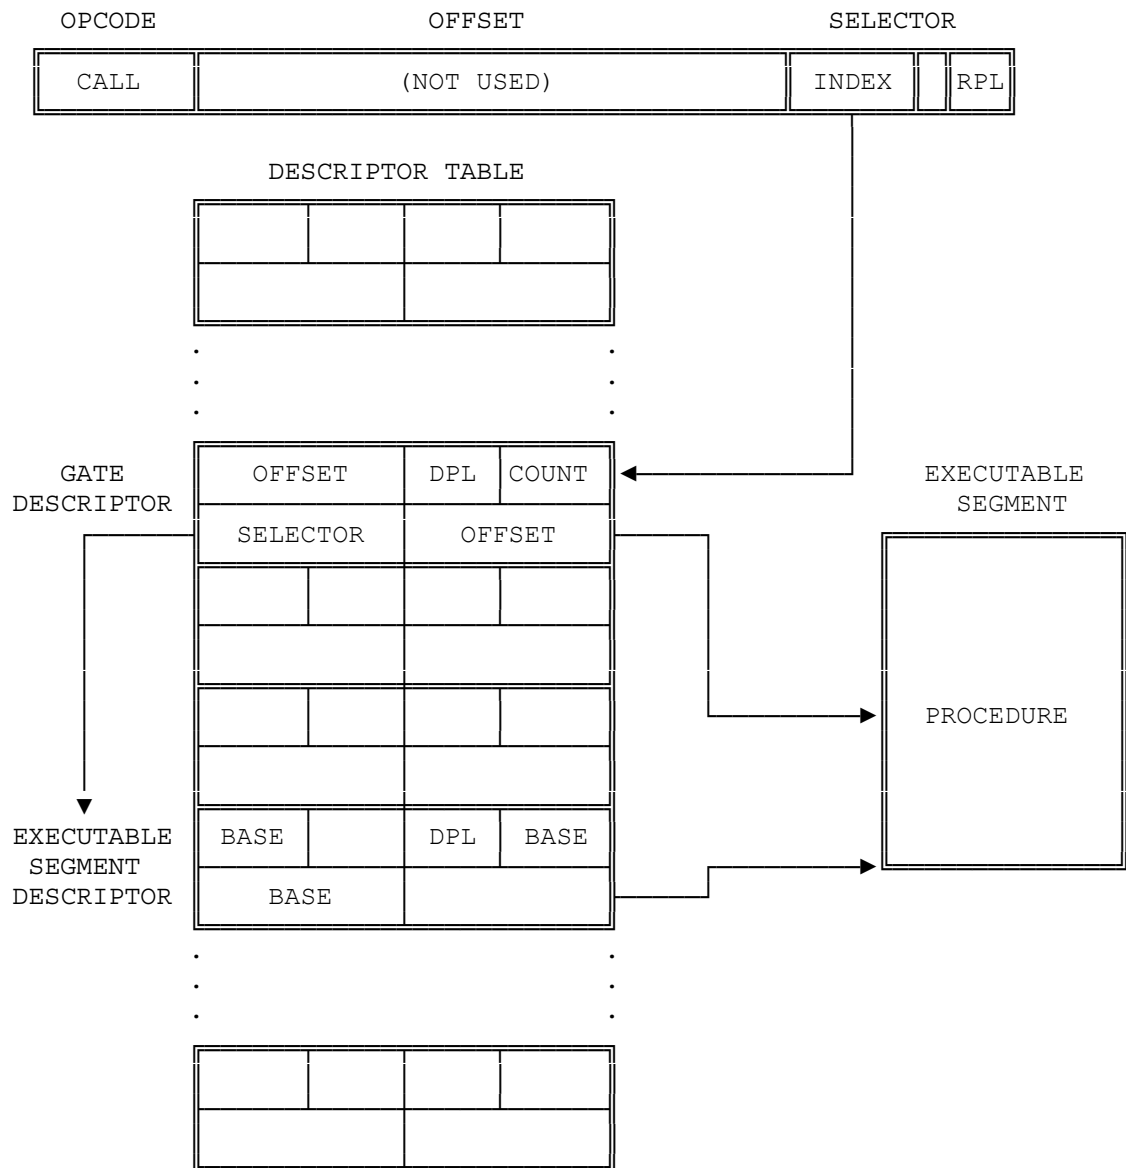 OPCODE OFFSET SELECTOR
CALL (NOT USED) INDEX RPL
DESCRIPTOR TABLE
GATE OFFSET DPL COUNT EXECUTABLE
DESCRIPTOR SEGMENT
SELECTOR OFFSET
PROCEDURE
EXECUTABLE BASE DPL BASE
SEGMENT
DESCRIPTOR BASE